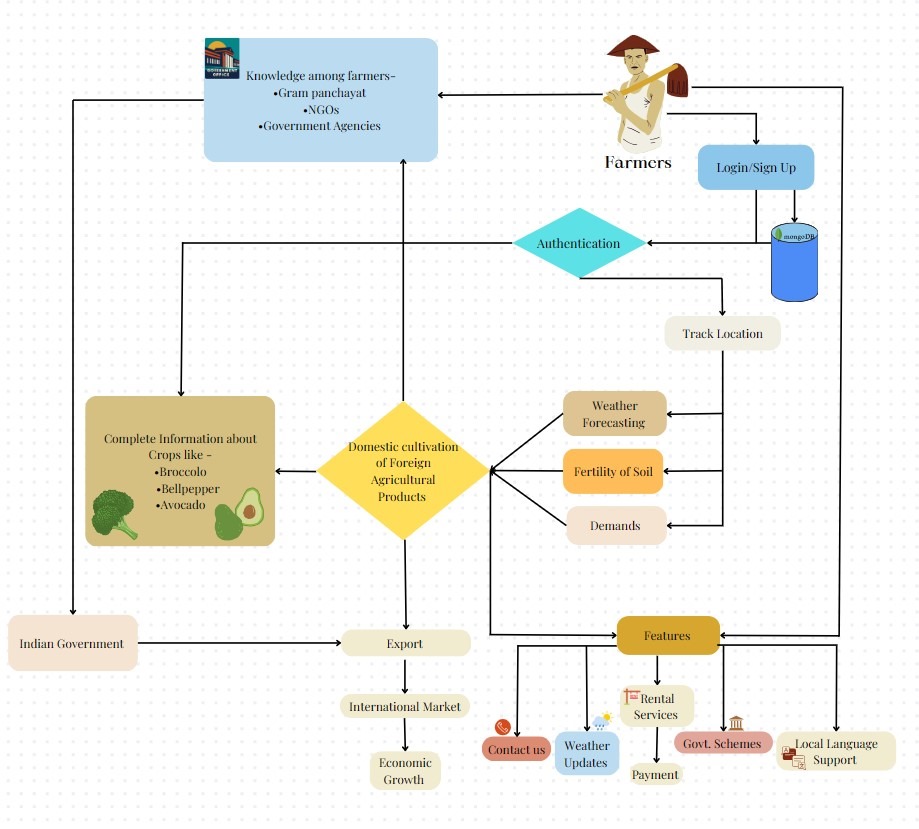 GOVERNMENT
OFFICE
Knowledge among farmers-
•Gram panchayat
•NGOs
•Government Agencies
Farmers
Login/Sign Up
mongoDB
Authentication
Track Location
Weather
Forecasting
Fertility of Soil
Demands
Domestic cultivation
of Foreign
Agricultural
Products
Complete Information about
Crops like -
•Broccolo
•Bellpepper
•Avocado
Indian Government
Export
International Market
Economic
Growth
Features
Contact us
Weather
Updates
Rental
Services
Payment
Govt. Schemes
Local Language
Support